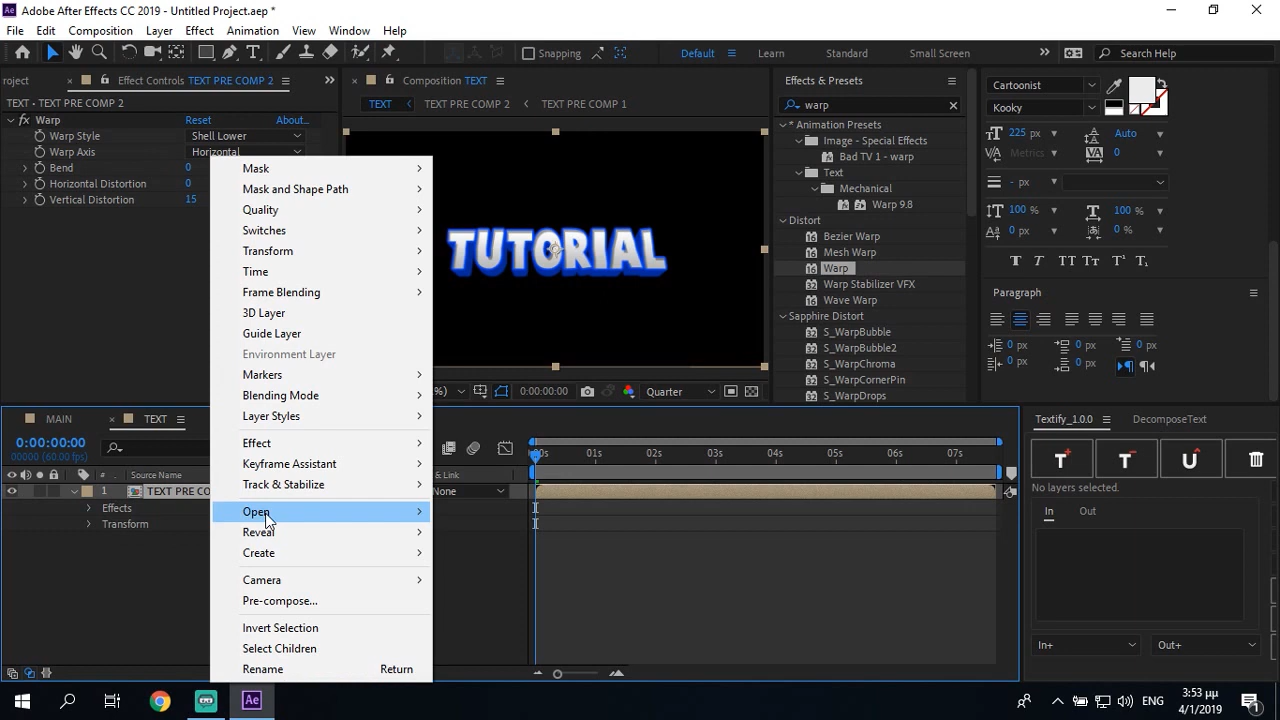 Adobe After Effects CC 2019 - Untitled Project.aep *
File Edit Composition Layer Effect Animation View Window Help
Snapping Default Learn Standard Small Screen Search Help
roject Effect Controls TEXT PRE COMP 2 Composition TEXT Effects & Presets Cartoonist
TEXT • TEXT PRE COMP 2 TEXT TEXT PRE COMP 2 TEXT PRE COMP 1 warp Kooky
fx Warp Reset About...
Warp Style Shell Lower
Warp Axis Horizontal
Bend 0
Horizontal Distortion 0
Vertical Distortion 15
Mask
Mask and Shape Path
Quality
Switches
Transform
Time
Frame Blending
3D Layer
Guide Layer
Environment Layer
Markers
Blending Mode
Layer Styles
Effect
Keyframe Assistant
Track & Stabilize
Open
Reveal
Create
Camera
Pre-compose...
Invert Selection
Select Children
Rename Return
TUTORIAL
%) 0:00:00:00 Quarter
* Animation Presets
Image - Special Effects
Bad TV 1 - warp
Text
Mechanical
Warp 9.8
Distort
Bezier Warp
Mesh Warp
Warp
Warp Stabilizer VFX
Wave Warp
Sapphire Distort
S_WarpBubble
S_WarpBubble2
S_WarpChroma
S_WarpCornerPin
S_WarpDrops
225 px Auto
Metrics 0
- px
100 % 100 %
0 px 0 %
T T TT Tt T¹ T₁
Paragraph
0 px 0 px 0 px
0 px 0 px
MAIN TEXT
0:00:00:00
00000 (60.00 fps)
# Source Name & Link
1 TEXT PRE CO None
Effects
Transform
00s 01s 02s 03s 04s 05s 06s 07s
Textify_1.0.0 DecomposeText
No layers selected.
In Out
In+ Out+
Ae ENG 3:53 μμ
4/1/2019
1